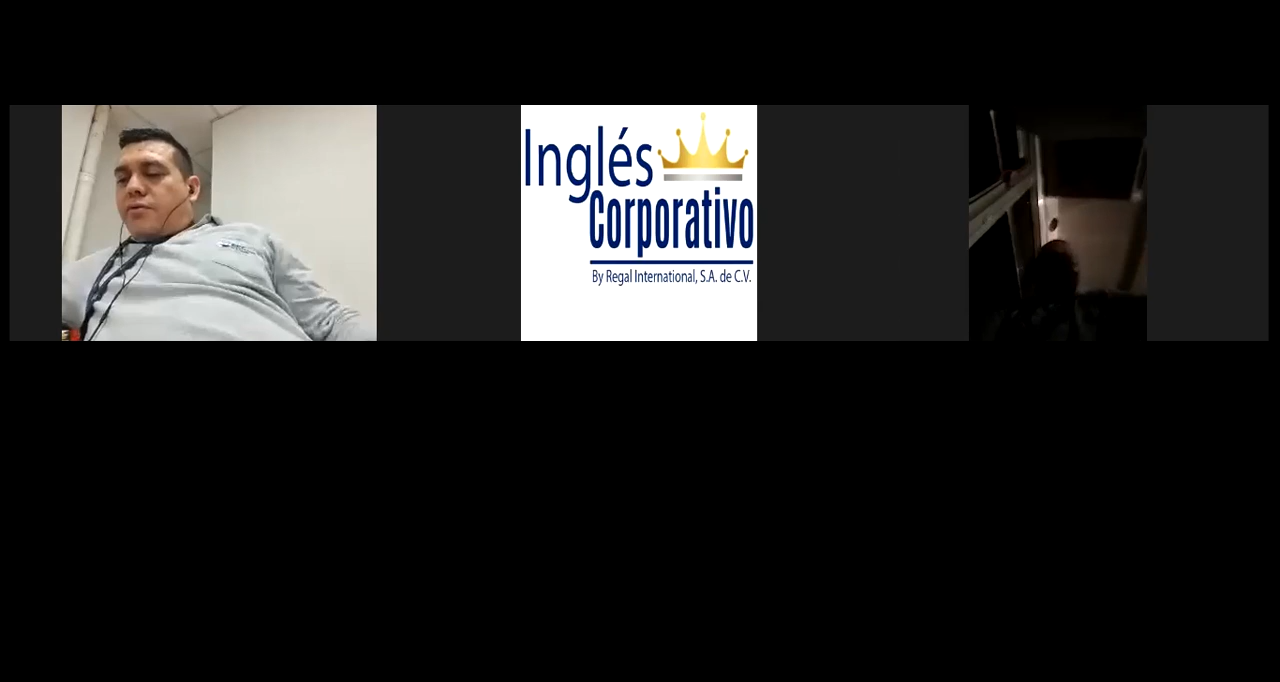 Inglés
Corporativo
By Regal International, S.A. de C.V.